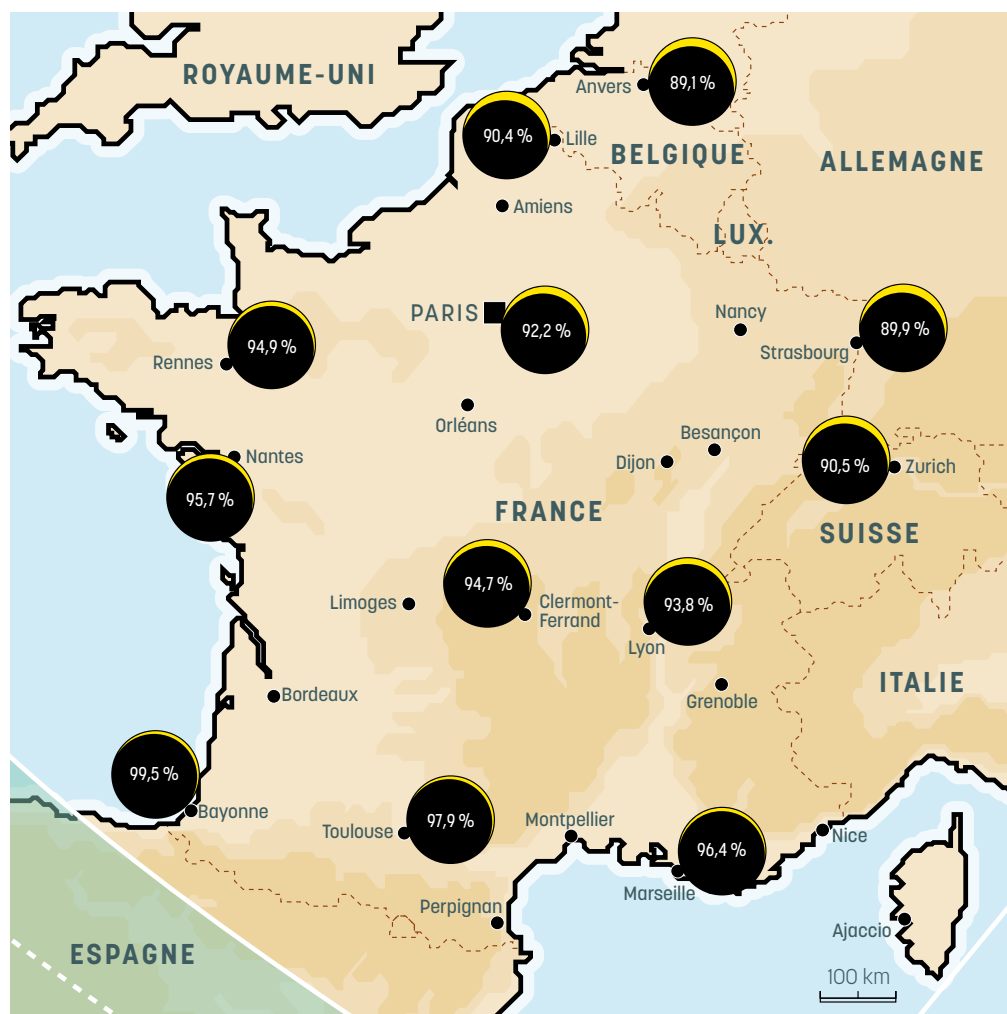 ROYAUME-UNI
Anvers
89,1 %
90,4 %
Lille
BELGIQUE
ALLEMAGNE
Amiens
LUX.
PARIS
92,2 %
Nancy
Strasbourg
89,9 %
94,9 %
Rennes
Orléans
Besançon
Dijon
90,5 %
Zurich
Nantes
95,7 %
FRANCE
SUISSE
94,7 %
Clermont-
Ferrand
Limoges
93,8 %
Lyon
Bordeaux
Grenoble
ITALIE
99,5 %
Bayonne
Toulouse
97,9 %
Montpellier
96,4 %
Marseille
Nice
Perpignan
Ajaccio
ESPAGNE
100 km